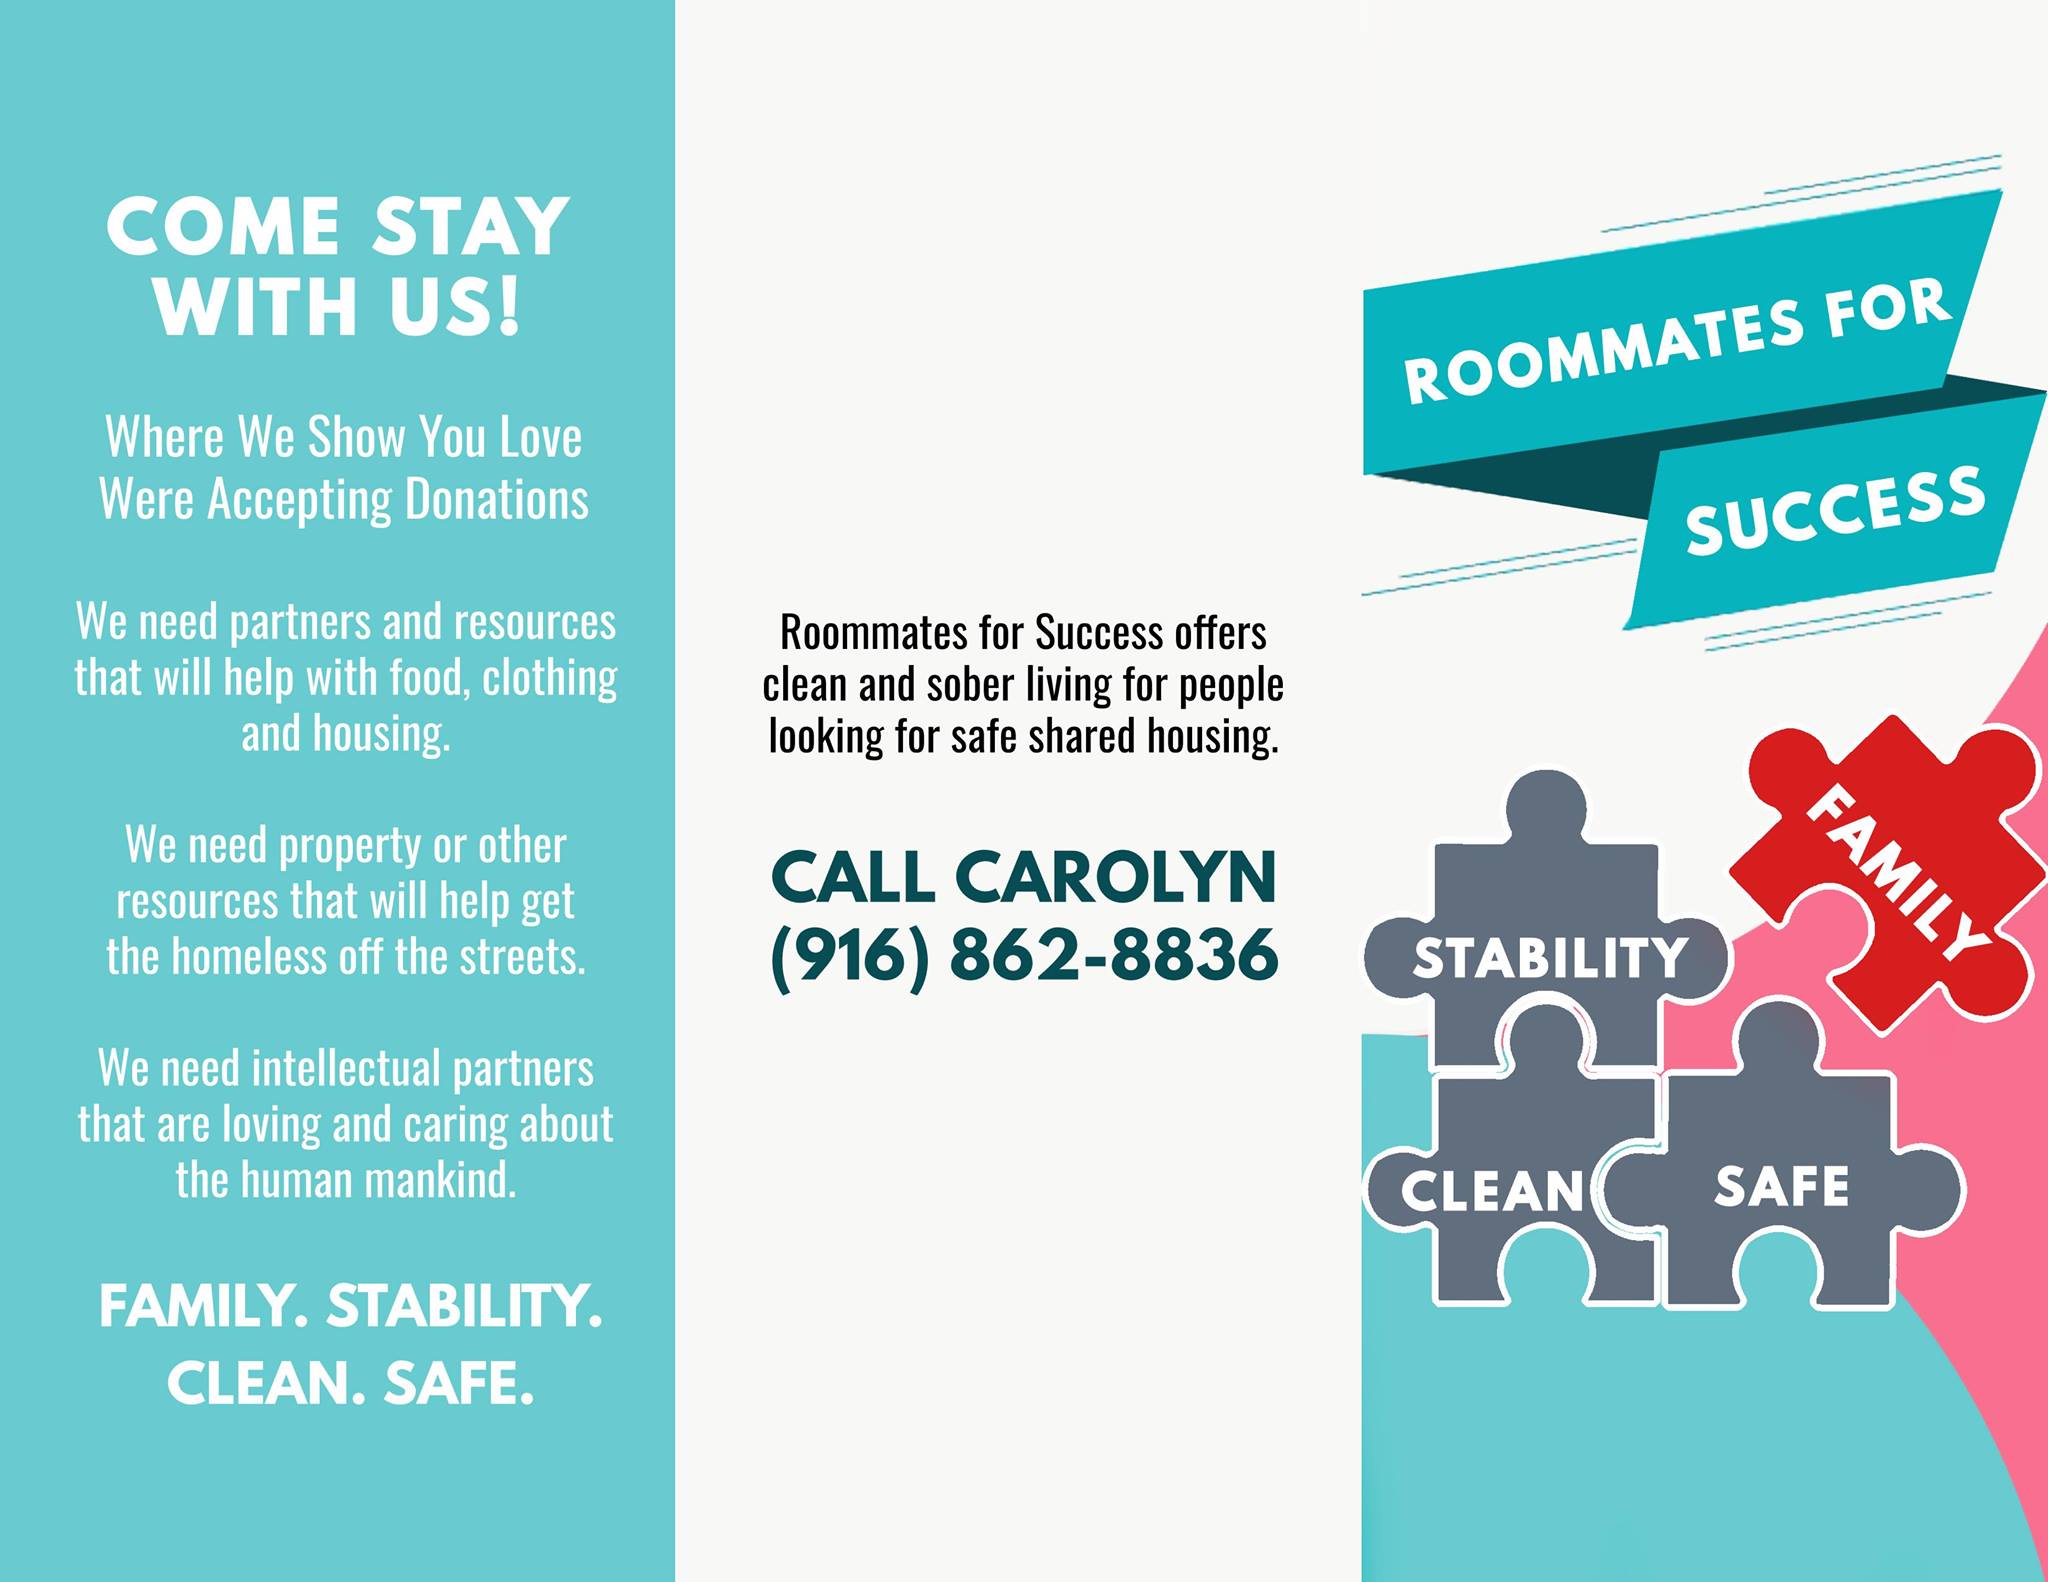 COME STAY
WITH US!
Where We Show You Love
Were Accepting Donations
We need partners and resources
that will help with food, clothing
and housing.
We need property or other
resources that will help get
the homeless off the streets.
We need intellectual partners
that are loving and caring about
the human mankind.
FAMILY. STABILITY.
CLEAN. SAFE.
Roommates for Success offers
clean and sober living for people
looking for safe shared housing.
CALL CAROLYN
(916) 862-8836
ROOMMATES FOR
SUCCESS
FAMILY
STABILITY
CLEAN
SAFE